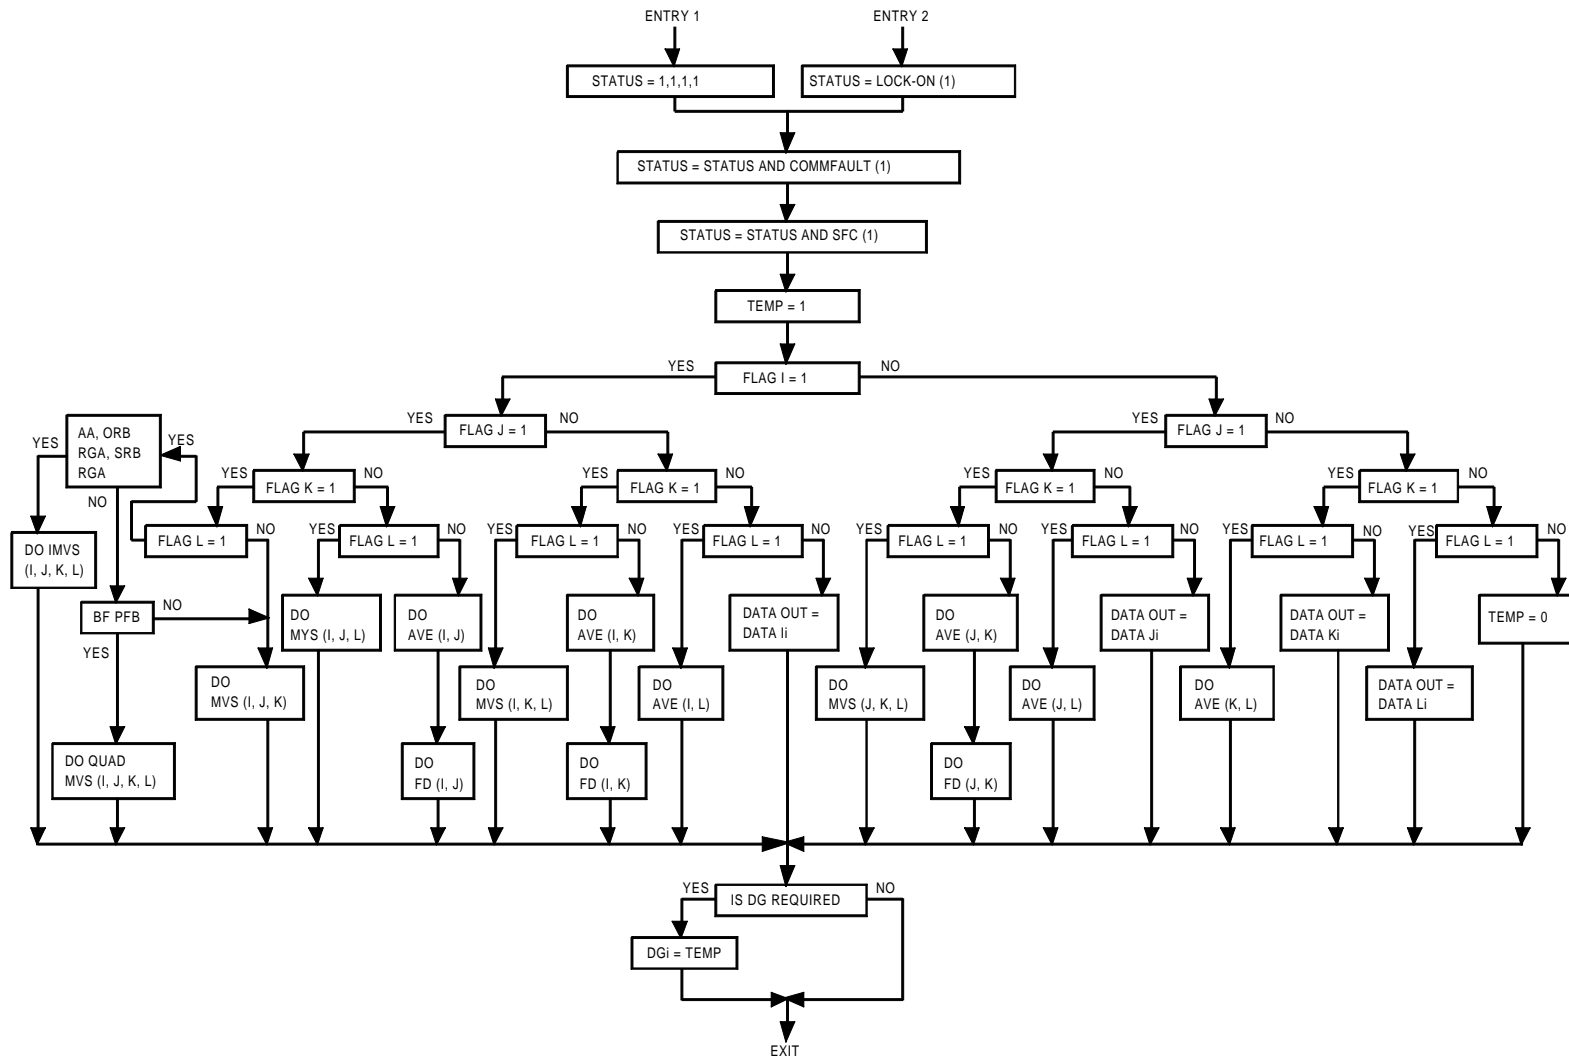 ENTRY 1
ENTRY 2
STATUS = 1,1,1,1
STATUS = LOCK-ON (1)
STATUS = STATUS AND COMMFAULT (1)
STATUS = STATUS AND SFC (1)
TEMP = 1
YES
FLAG I = 1
NO
YES
FLAG J = 1
NO
YES
FLAG J = 1
NO
YES
AA, ORB
RGA, SRB
RGA
YES
NO
YES
FLAG K = 1
NO
YES
FLAG K = 1
NO
YES
FLAG K = 1
NO
YES
FLAG K = 1
NO
FLAG L = 1
NO
YES
FLAG L = 1
NO
YES
FLAG L = 1
NO
YES
FLAG L = 1
NO
YES
FLAG L = 1
NO
YES
FLAG L = 1
NO
YES
FLAG L = 1
NO
YES
FLAG L = 1
NO
DO IMVS
(I, J, K, L)
BF PFB
NO
YES
DO
MYS (I, J, L)
DO
AVE (I, J)
DO
AVE (I, K)
DATA OUT =
DATA Ii
DO
AVE (J, K)
DATA OUT =
DATA Ji
DATA OUT =
DATA Ki
TEMP = 0
DO
MVS (I, J, K)
DO
MVS (I, K, L)
DO
AVE (I, L)
DO
MVS (J, K, L)
DO
AVE (J, L)
DO
AVE (K, L)
DATA OUT =
DATA Li
DO QUAD
MVS (I, J, K, L)
DO
FD (I, J)
DO
FD (I, K)
DO
FD (J, K)
YES
IS DG REQUIRED
NO
DGi = TEMP
EXIT